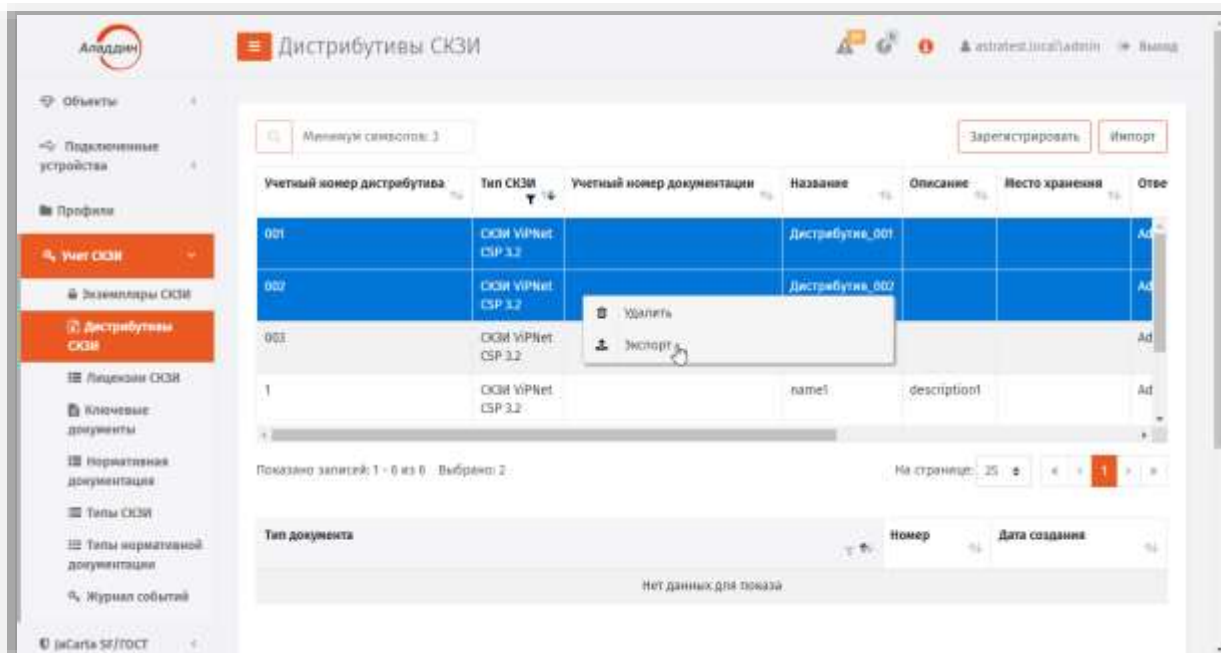 Аладдин
Дистрибутивы СКЗИ
astratest.local\admin
Выход
Объекты
Подключенные
устройства
Профили
Учет СКЗИ
Экземпляры СКЗИ
Дистрибутивы
СКЗИ
Лицензии СКЗИ
Ключевые
документы
Нормативная
документация
Типы СКЗИ
Типы нормативной
документации
Журнал событий
JaCarta SF/ГОСТ
Минимум символов: 3
Зарегистрировать Импорт
Учетный номер дистрибутива Тип СКЗИ Учетный номер документации Название Описание Место хранения Отве
001 СКЗИ ViPNet Дистрибутив_001 Ad
CSP 3.2
002 СКЗИ ViPNet Дистрибутив_002 Ad
CSP 3.2
Удалить
Экспорт
003 СКЗИ ViPNet Ad
CSP 3.2
1 СКЗИ ViPNet name1 description1 Ad
CSP 3.2
Показано записей: 1 - 6 из 6 Выбрано: 2 На странице: 25 « ‹ 1 › »
Тип документа Номер Дата создания
Нет данных для показа